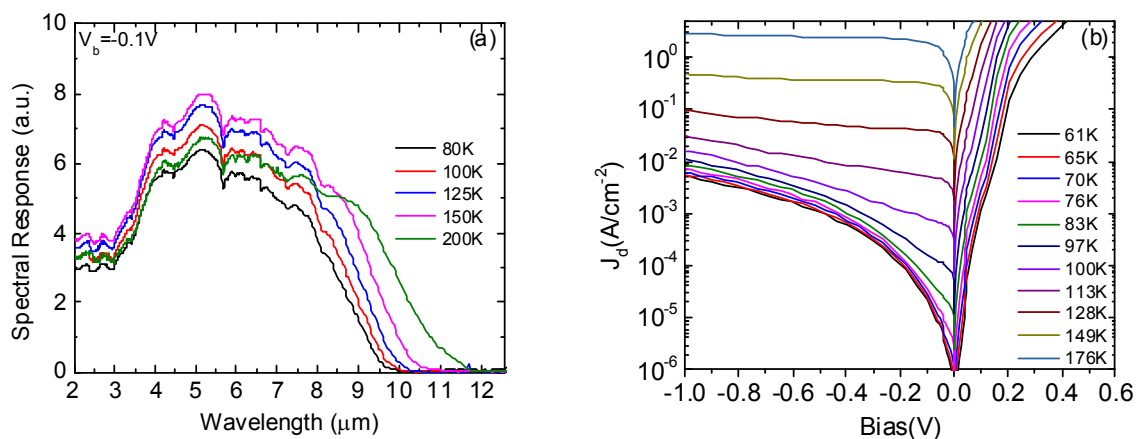 V_b=-0.1V
(a)
Spectral Response (a.u.)
8
6
4
2
0
80K
100K
125K
150K
200K
2 3 4 5 6 7 8 9 10 11 12
Wavelength (μm)
(b)
J_d(A/cm⁻²)
10⁰
10⁻¹
10⁻²
10⁻³
10⁻⁴
10⁻⁵
10⁻⁶
61K
65K
70K
76K
83K
97K
100K
113K
128K
149K
176K
-1.0 -0.8 -0.6 -0.4 -0.2 0.0 0.2 0.4 0.6
Bias(V)